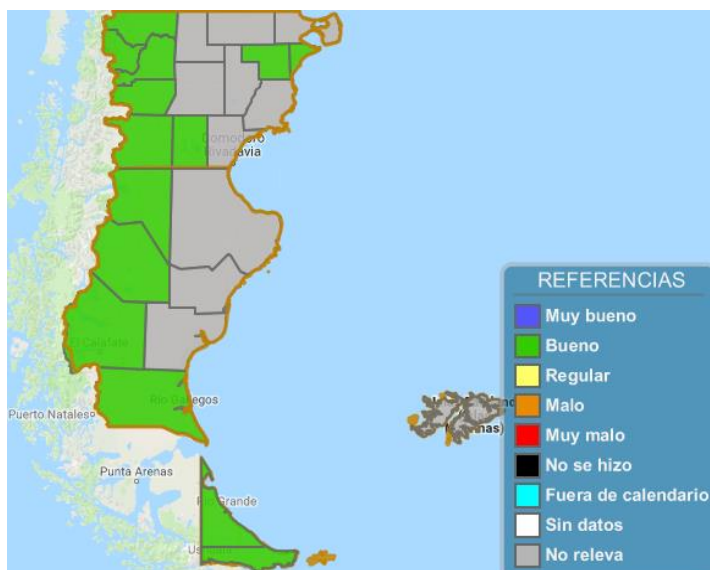 Comodoro
Rivadavia
El Calafate
Río Gallegos
Puerto Natales
Punta Arenas
Río Grande
Ushuaia
REFERENCIAS
Muy bueno
Bueno
Regular
Malo
Muy malo
No se hizo
Fuera de calendario
Sin datos
No releva